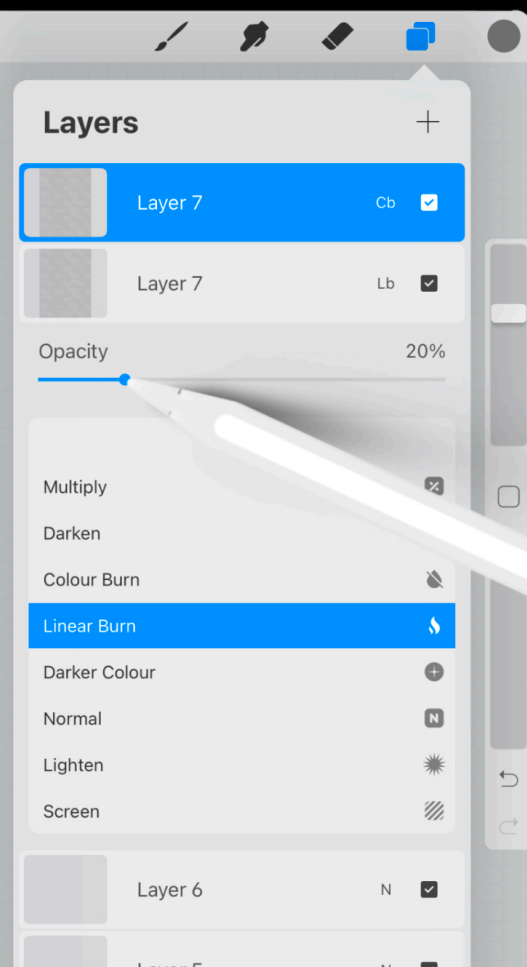 Layers
Layer 7 Cb
Layer 7 Lb
Opacity 20%
Multiply
Darken
Colour Burn
Linear Burn
Darker Colour
Normal N
Lighten
Screen
Layer 6 N